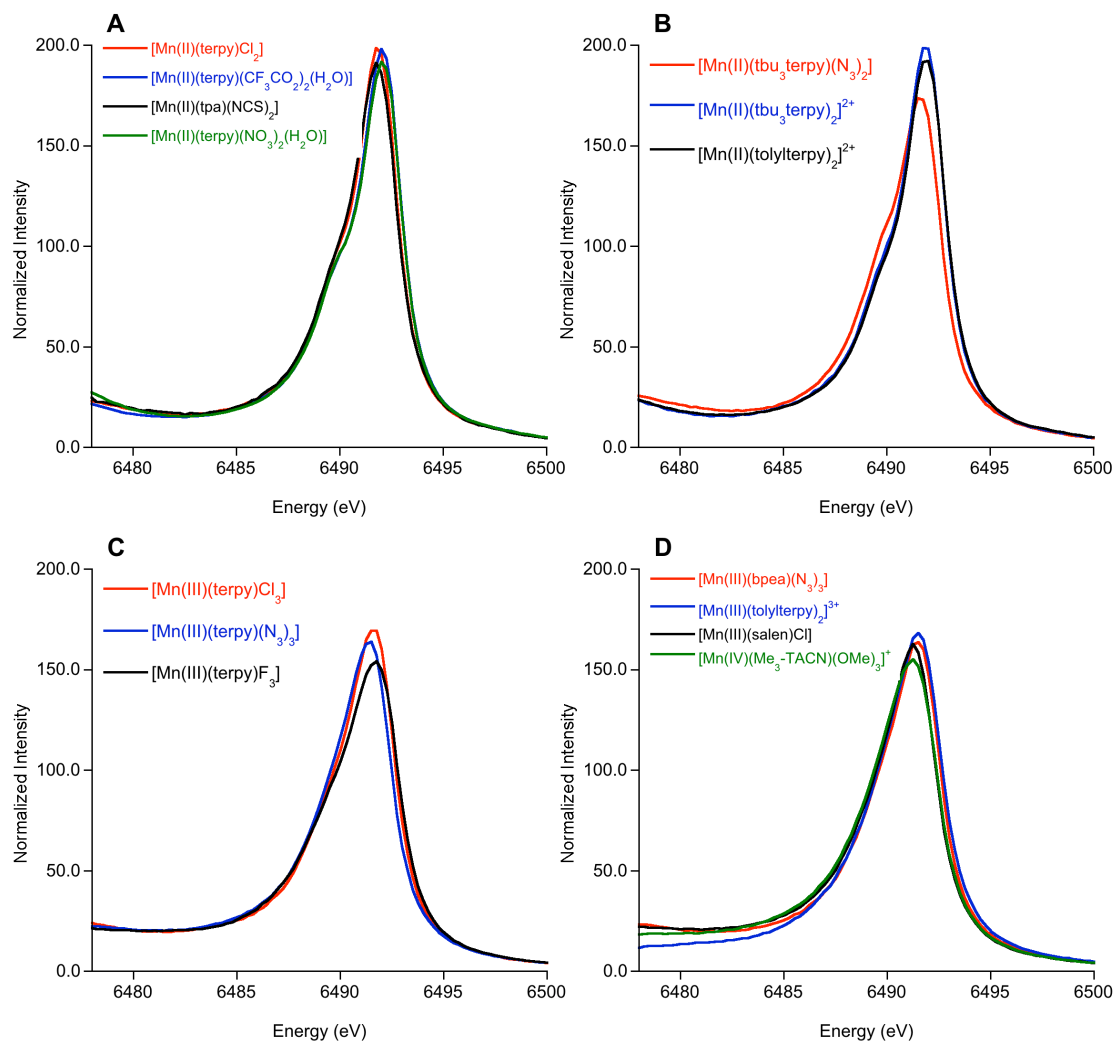 A
[Mn(II)(terpy)Cl2]
[Mn(II)(terpy)(CF3CO2)2(H2O)]
[Mn(II)(tpa)(NCS)2]
[Mn(II)(terpy)(NO3)2(H2O)]
200.0
150.0
100.0
50.0
0.0
Normalized Intensity
6480 6485 6490 6495 6500
Energy (eV)
B
[Mn(II)(tbu3terpy)(N3)2]
[Mn(II)(tbu3terpy)2]2+
[Mn(II)(tolylterpy)2]2+
200.0
150.0
100.0
50.0
0.0
Normalized Intensity
6480 6485 6490 6495 6500
Energy (eV)
C
[Mn(III)(terpy)Cl3]
[Mn(III)(terpy)(N3)3]
[Mn(III)(terpy)F3]
200.0
150.0
100.0
50.0
0.0
Normalized Intensity
6480 6485 6490 6495 6500
Energy (eV)
D
[Mn(III)(bpea)(N3)3]
[Mn(III)(tolylterpy)2]3+
[Mn(III)(salen)Cl]
[Mn(IV)(Me3-TACN)(OMe)3]+
200.0
150.0
100.0
50.0
0.0
Normalized Intensity
6480 6485 6490 6495 6500
Energy (eV)